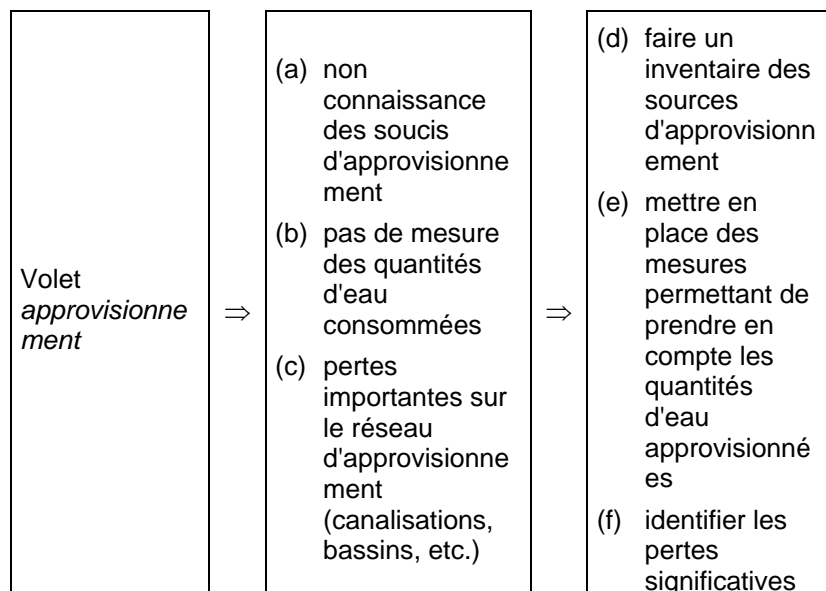 Volet
approvisionne
ment
⇒
(a) non
connaissance
des soucis
d'approvisionne
ment
(b) pas de mesure
des quantités
d'eau
consommées
(c) pertes
importantes sur
le réseau
d'approvisionne
ment
(canalisations,
bassins, etc.)
⇒
(d) faire un
inventaire des
sources
d'approvisionn
ement
(e) mettre en
place des
mesures
permettant de
prendre en
compte les
quantités
d'eau
approvisionné
es
(f) identifier les
pertes
significatives